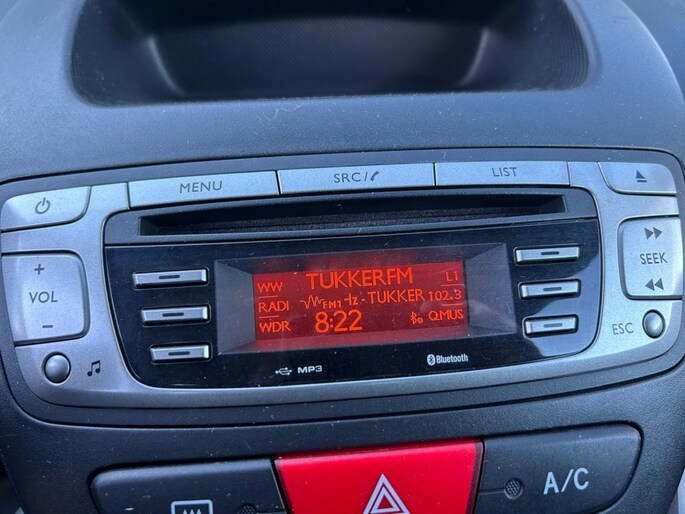 MENU
SRC/
LIST
+
VOL
−
SEEK
ESC
WW TUKKERFM L1
RADI FM1 Hz-TUKKER 102.3
WDR 8:22 QMUS
MP3
Bluetooth
A/C